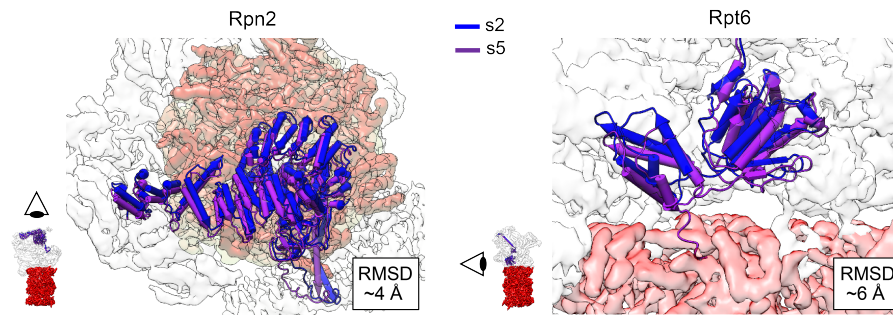 Rpn2
s2
s5
Rpt6
RMSD
~4 Å
RMSD
~6 Å